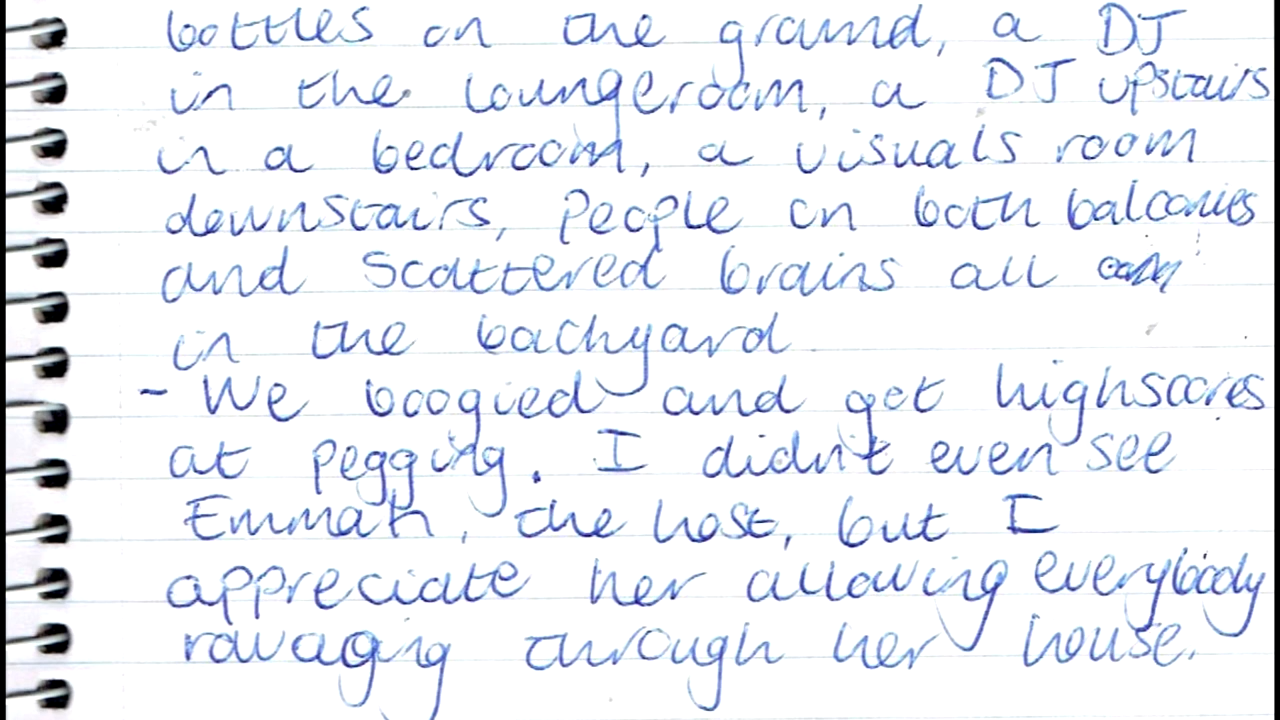 bottles on the ground, a DJ
in the loungeroom, a DJ upstairs
in a bedroom, a visuals room
downstairs, people on both balconies
and scattered brains all
in the backyard
- We boogied and got highscores
at pegging. I didn't even see
Emmah, the host, but I
appreciate her allowing everybody
ravaging through her house.